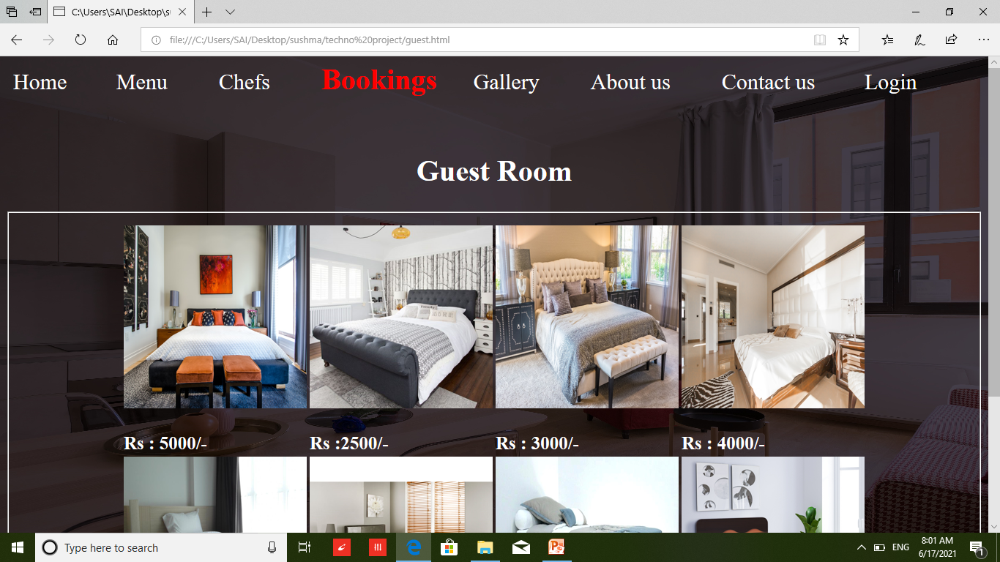 C:\Users\SAI\Desktop\su
file:///C:/Users/SAI/Desktop/sushma/techno%20project/guest.html
Home Menu Chefs Bookings Gallery About us Contact us Login
Guest Room
Rs : 5000/- Rs :2500/- Rs : 3000/- Rs : 4000/-
Type here to search
ENG
8:01 AM
6/17/2021
1